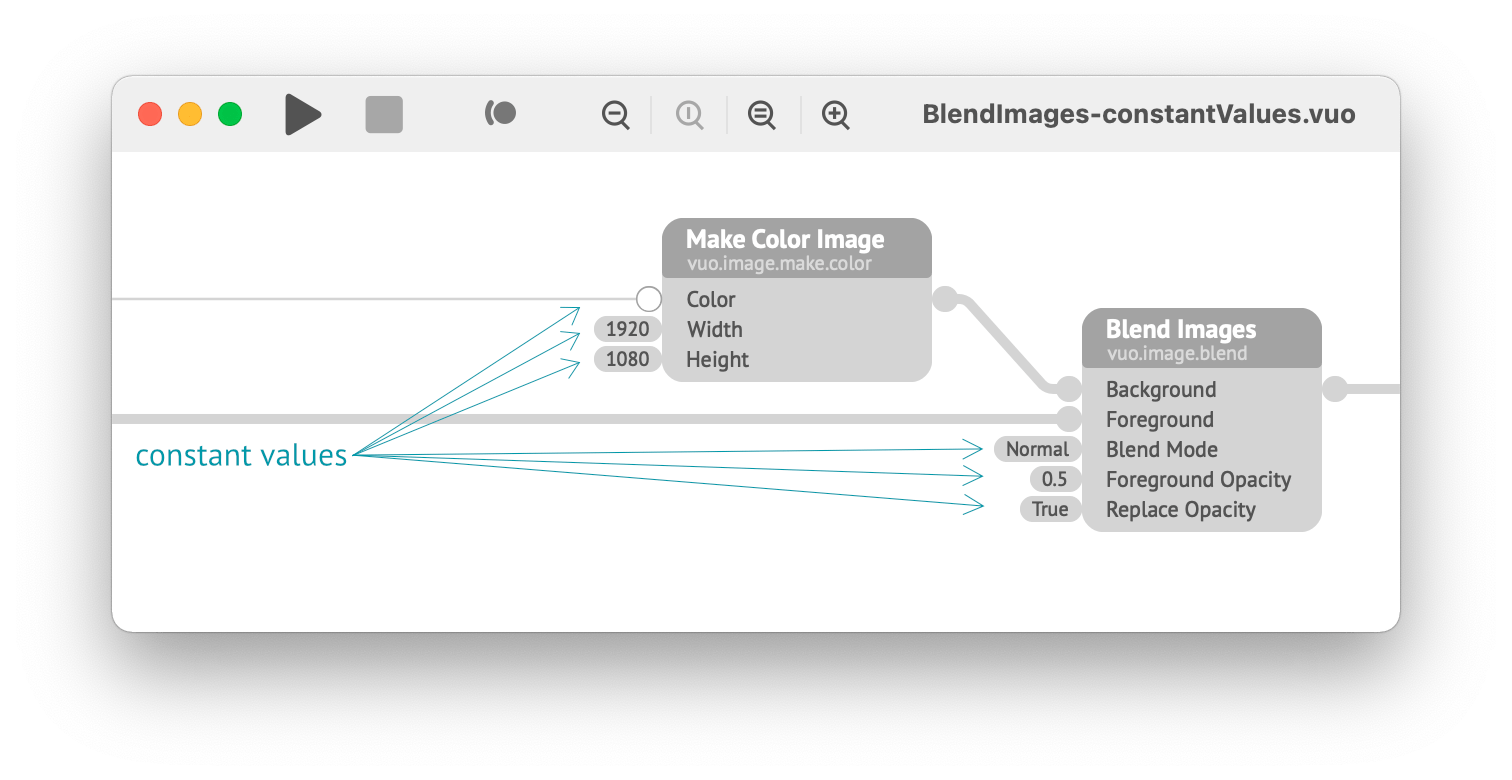 BlendImages-constantValues.vuo
Make Color Image
vuo.image.make.color
Color
1920 Width
1080 Height
Blend Images
vuo.image.blend
Background
Foreground
constant values
Normal Blend Mode
0.5 Foreground Opacity
True Replace Opacity